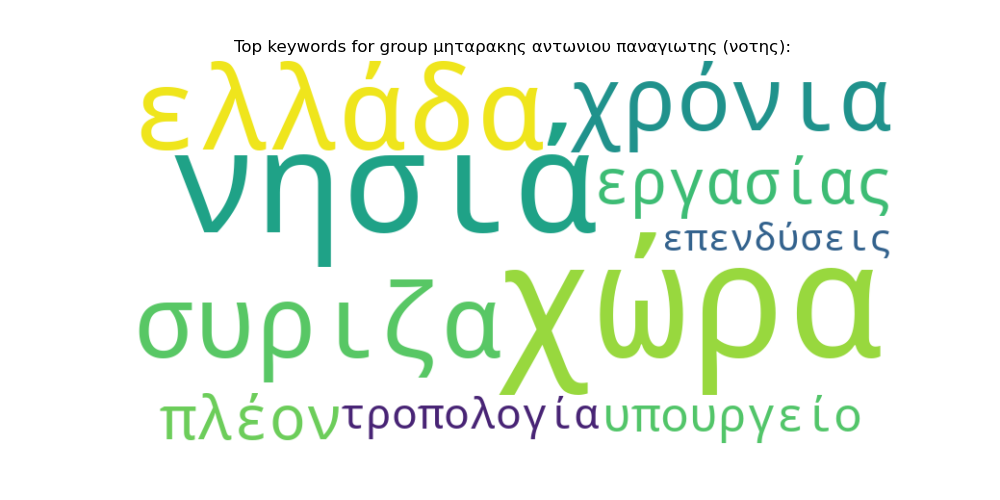 Top keywords for group μηταρακης αντωνιου παναγιωτης (νοτης):
ελλάδα χρόνια
νησιά εργασίας
επενδύσεις
συριζα χώρα
πλέον τροπολογία υπουργείο